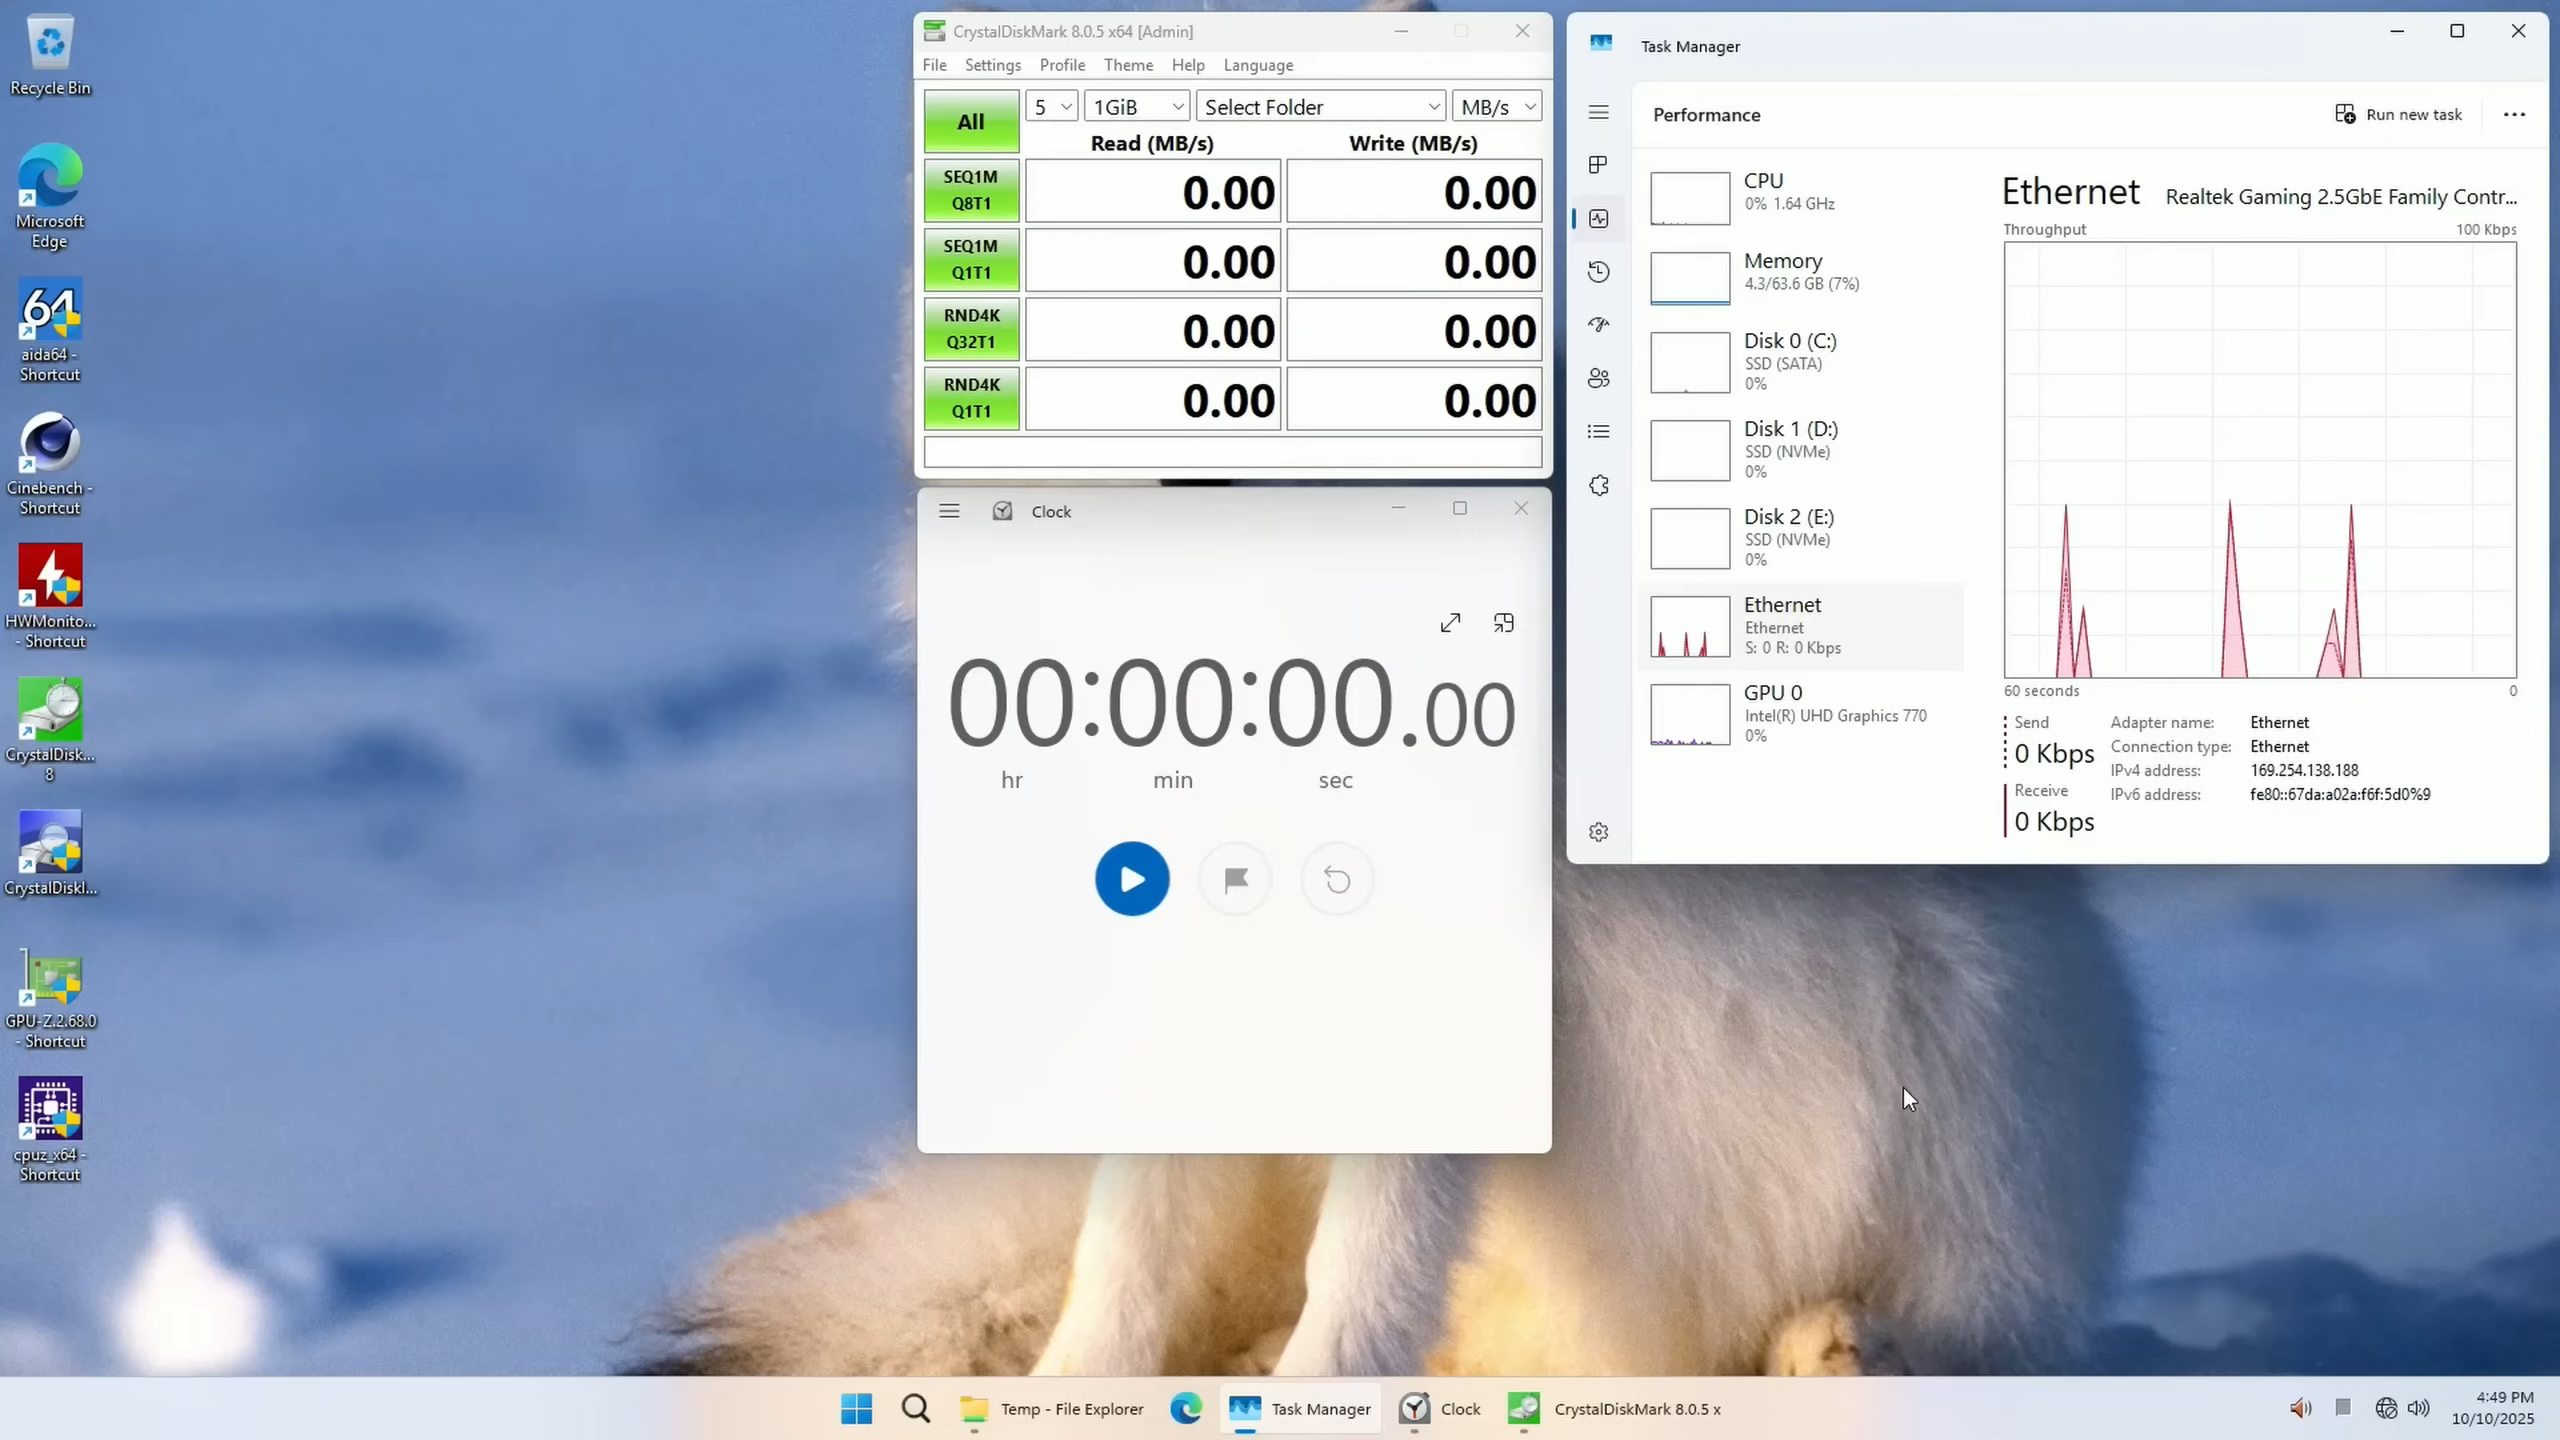 Recycle Bin
Microsoft
Edge
64
aida64 -
Shortcut
Cinebench -
Shortcut
HWMonito...
- Shortcut
CrystalDisk...
8
CrystalDiskI...
GPU-Z.2.68.0
- Shortcut
cpuz_x64 -
Shortcut
CrystalDiskMark 8.0.5 x64 [Admin]
File Settings Profile Theme Help Language
All 5 1GiB Select Folder MB/s
Read (MB/s) Write (MB/s)
SEQ1M
Q8T1
0.00 0.00
SEQ1M
Q1T1
0.00 0.00
RND4K
Q32T1
0.00 0.00
RND4K
Q1T1
0.00 0.00
Clock
00:00:00.00
hr min sec
Task Manager
Performance Run new task
CPU
0% 1.64 GHz
Memory
4.3/63.6 GB (7%)
Disk 0 (C:)
SSD (SATA)
0%
Disk 1 (D:)
SSD (NVMe)
0%
Disk 2 (E:)
SSD (NVMe)
0%
Ethernet
Ethernet
S: 0 R: 0 Kbps
GPU 0
Intel(R) UHD Graphics 770
0%
Ethernet Realtek Gaming 2.5GbE Family Contr...
Throughput 100 Kbps
60 seconds 0
Send
0 Kbps
Receive
0 Kbps
Adapter name: Ethernet
Connection type: Ethernet
IPv4 address: 169.254.138.188
IPv6 address: fe80::67da:a02a:f6f:5d0%9
Temp - File Explorer Task Manager Clock CrystalDiskMark 8.0.5 x
4:49 PM
10/10/2025